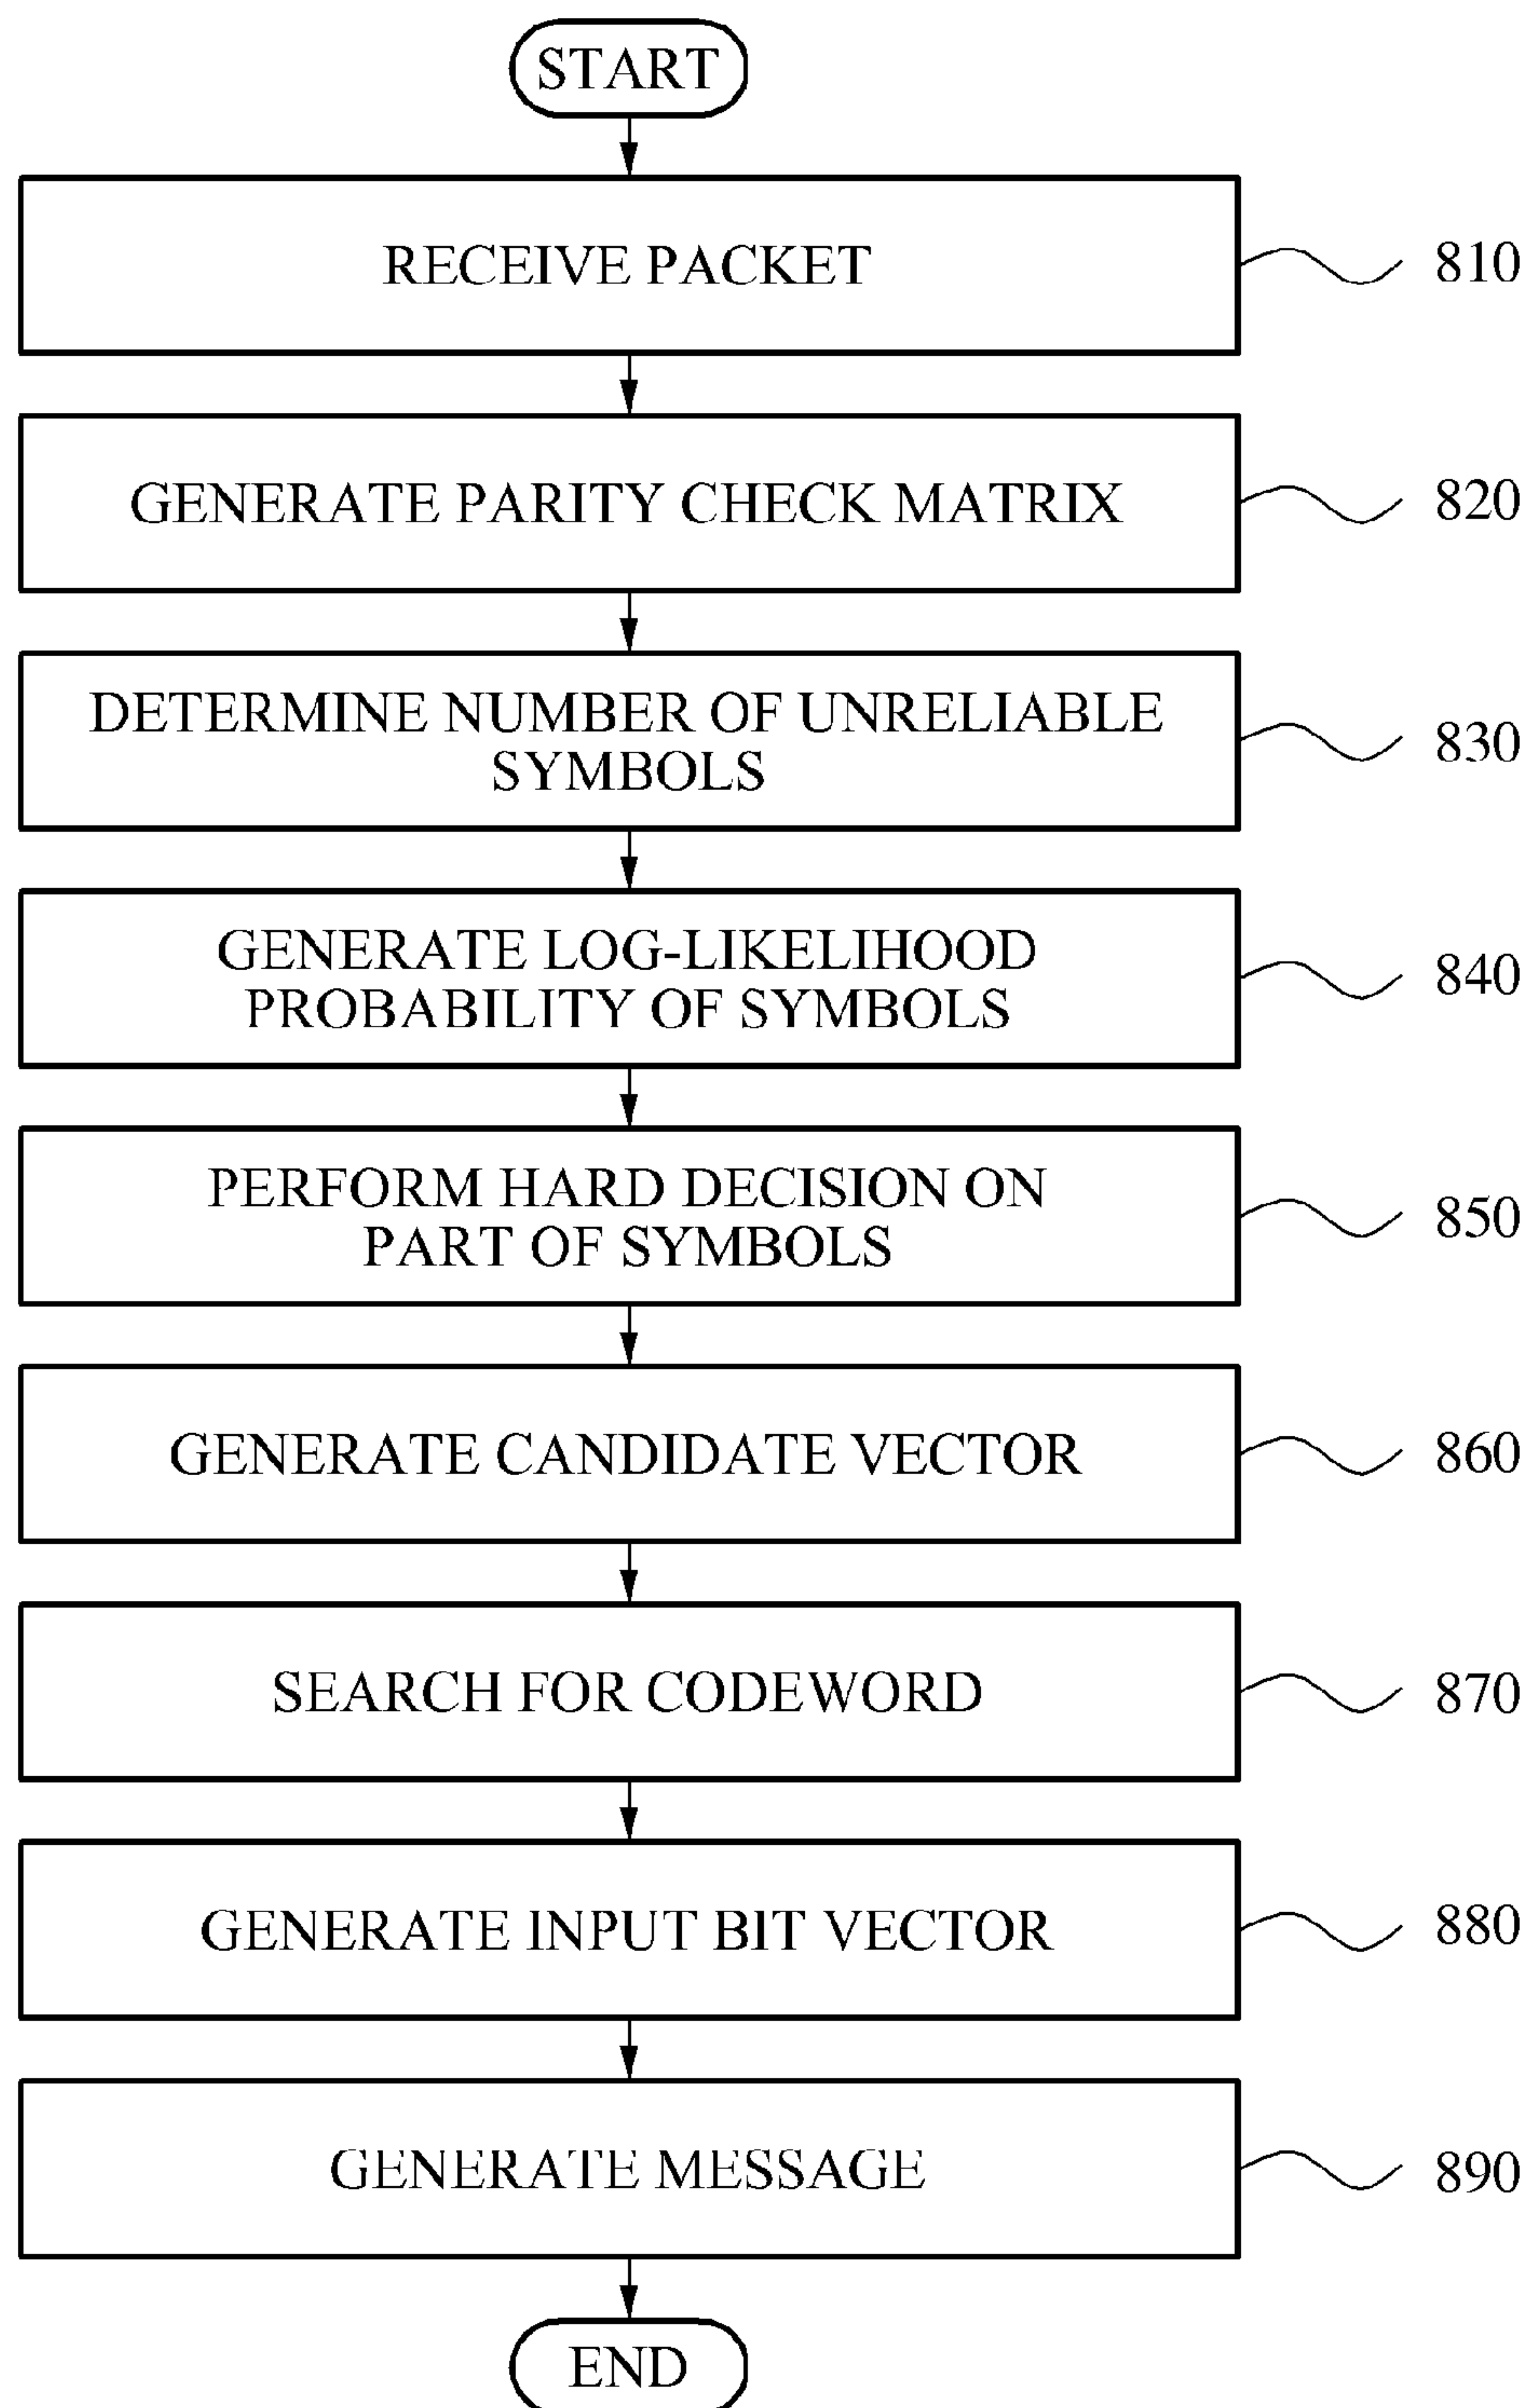 START
RECEIVE PACKET
810
GENERATE PARITY CHECK MATRIX
820
DETERMINE NUMBER OF UNRELIABLE
SYMBOLS
830
GENERATE LOG-LIKELIHOOD
PROBABILITY OF SYMBOLS
840
PERFORM HARD DECISION ON
PART OF SYMBOLS
850
GENERATE CANDIDATE VECTOR
860
SEARCH FOR CODEWORD
870
GENERATE INPUT BIT VECTOR
880
GENERATE MESSAGE
890
END